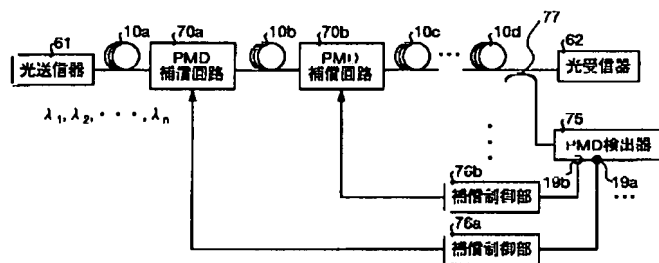 61
光送信器
10a
70a
PMD
補償回路
10b
70b
PMD
補償回路
10c
...
10d
77
62
光受信器
λ1, λ2, ・・・, λn
75
PMD検出器
19b
19a
...
76b
補償制御部
76a
補償制御部